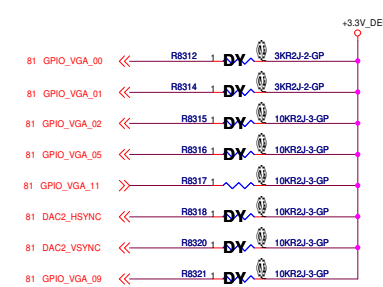 +3.3V_DE
81 GPIO_VGA_00 R8312 1 DY 3KR2J-2-GP
81 GPIO_VGA_01 R8314 1 DY 3KR2J-2-GP
81 GPIO_VGA_02 R8315 1 DY 10KR2J-3-GP
81 GPIO_VGA_05 R8316 1 DY 10KR2J-3-GP
81 GPIO_VGA_11 R8317 1 10KR2J-3-GP
81 DAC2_HSYNC R8318 1 DY 10KR2J-3-GP
81 DAC2_VSYNC R8320 1 DY 10KR2J-3-GP
81 GPIO_VGA_09 R8321 1 DY 10KR2J-3-GP